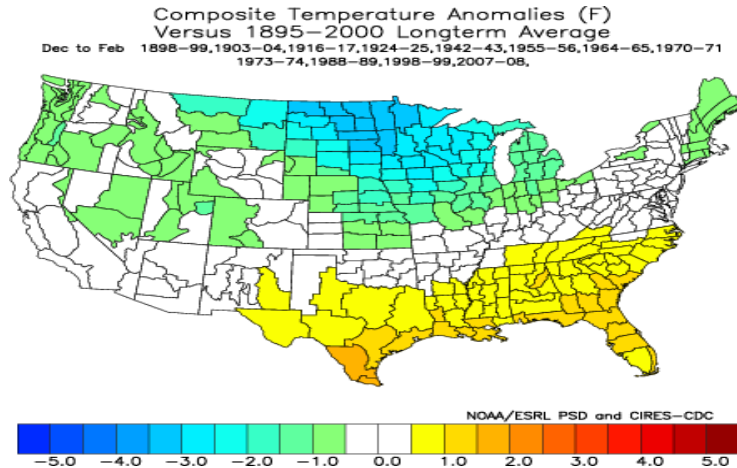 Composite Temperature Anomalies (F)
Versus 1895-2000 Longterm Average
Dec to Feb 1898-99,1903-04,1916-17,1924-25,1942-43,1955-56,1964-65,1970-71
1973-74,1988-89,1998-99,2007-08,
NOAA/ESRL PSD and CIRES-CDC
-5.0 -4.0 -3.0 -2.0 -1.0 0.0 1.0 2.0 3.0 4.0 5.0